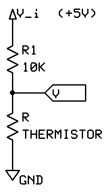 V_i (+5V)
R1
10K
V
R
THERMISTOR
GND